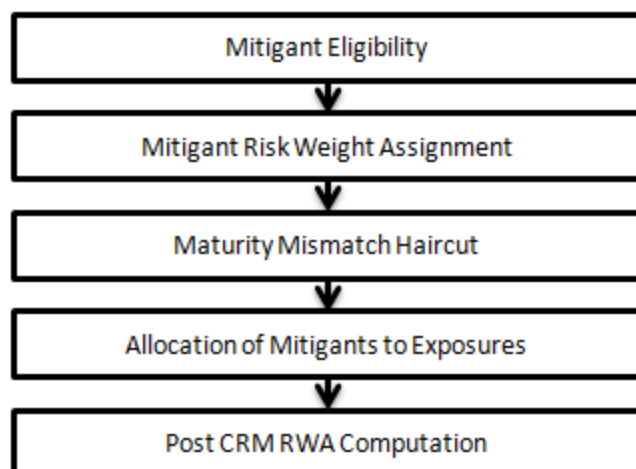 Mitigant Eligibility
Mitigant Risk Weight Assignment
Maturity Mismatch Haircut
Allocation of Mitigants to Exposures
Post CRM RWA Computation